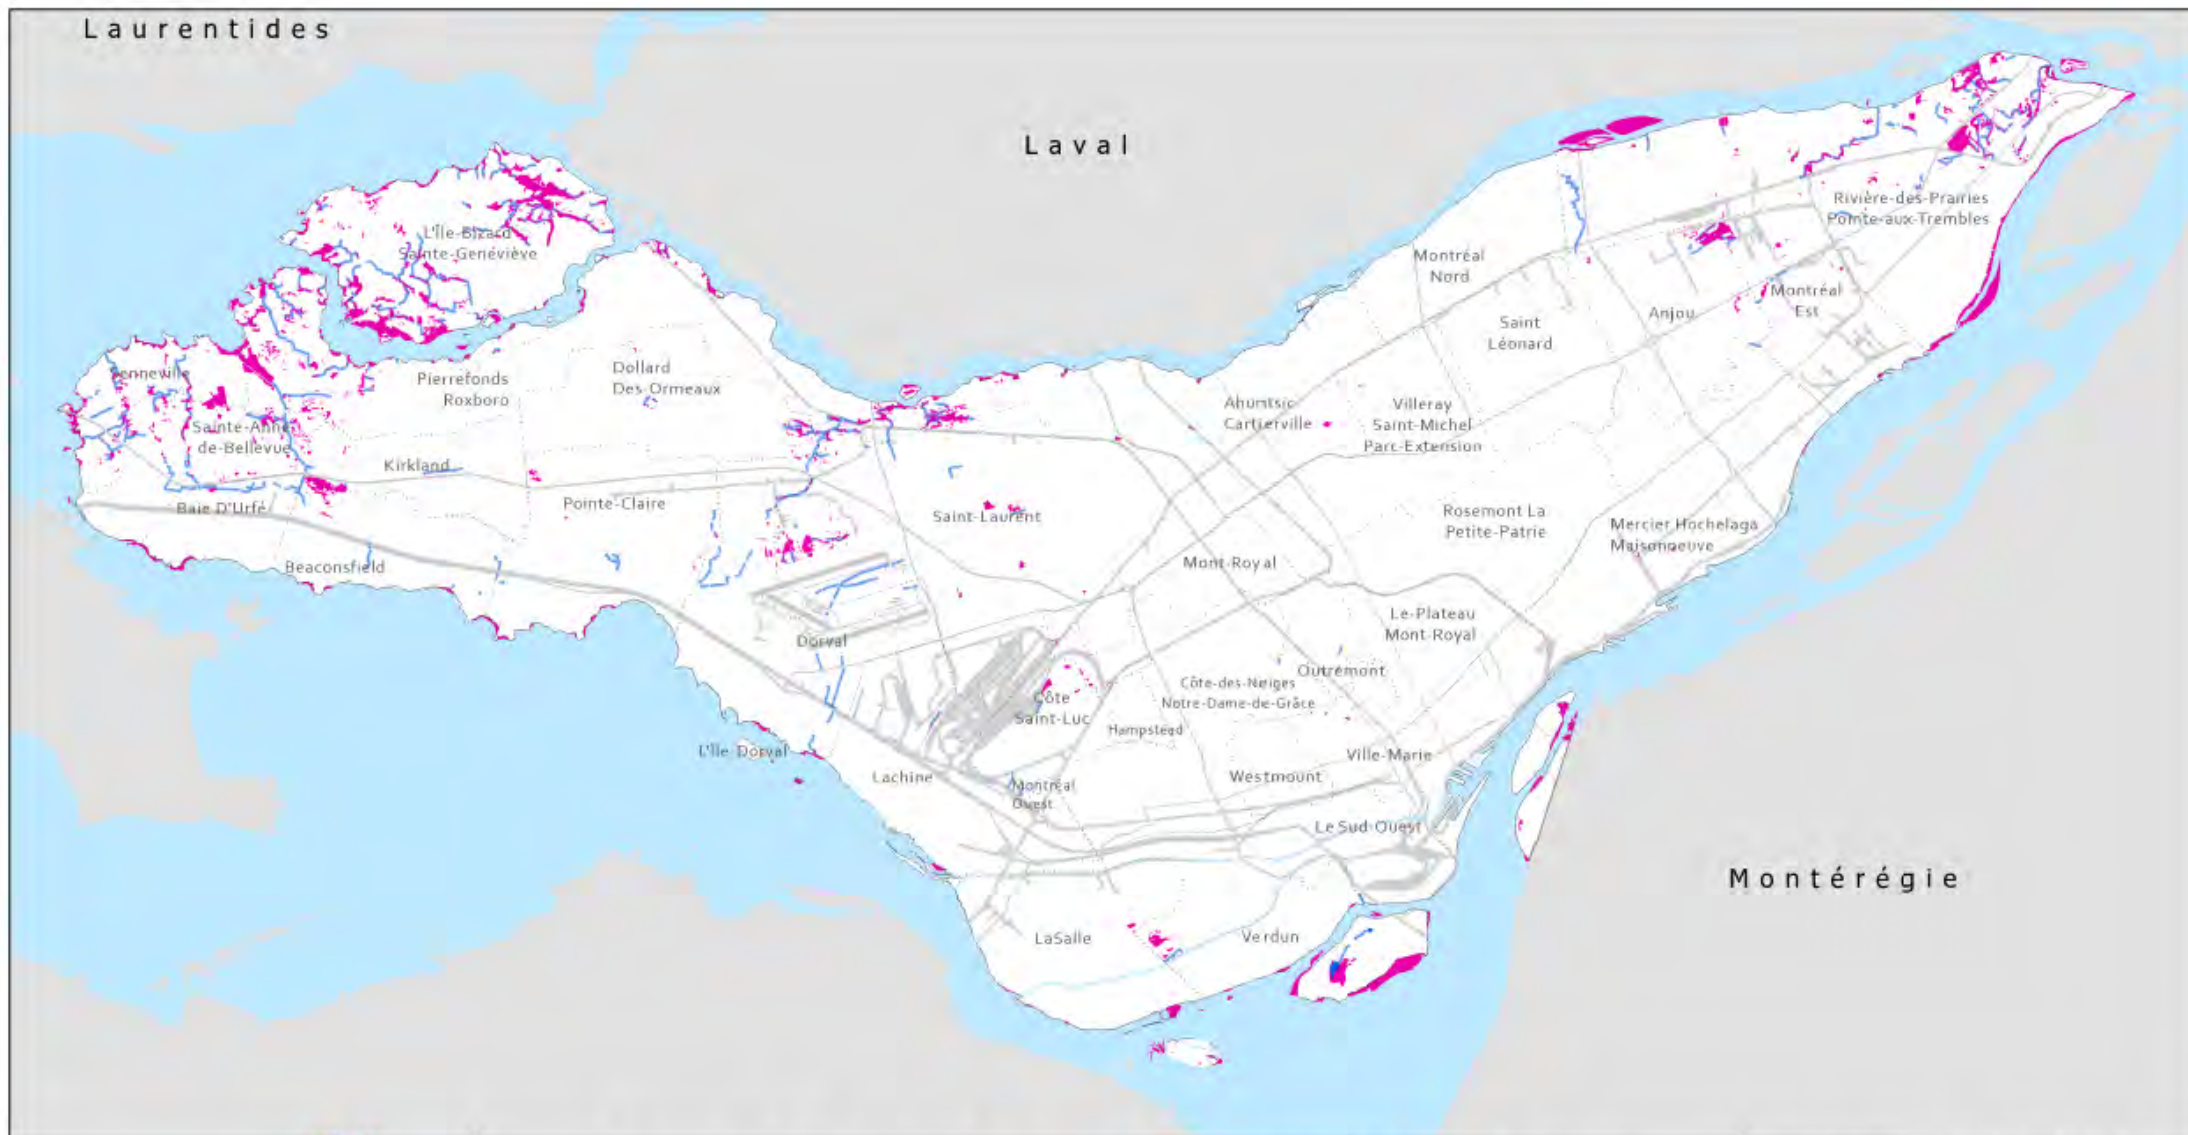 Laurentides
Laval
Rivière-des-Prairies
Pointe-aux-Trembles
L'Île-Bizard
Sainte-Genéviève
Montréal
Nord
Montréal
Est
Anjou
Saint
Léonard
Senneville
Pierrefonds
Roxboro
Dollard
Des-Ormeaux
Ahuntsic
Cartierville
Villeray
Saint-Michel
Parc-Extension
Sainte-Anne
de-Bellevue
Kirkland
Baie D'Urfé
Pointe-Claire
Saint-Laurent
Rosemont La
Petite-Patrie
Mercier Hochelaga
Maisonneuve
Beaconsfield
Mont-Royal
Le-Plateau
Mont-Royal
Dorval
Outremont
Côte-des-Neiges
Notre-Dame-de-Grâce
Côte
Saint-Luc
Hampstead
L'Île-Dorval
Lachine
Montréal
Ouest
Westmount
Ville-Marie
Le Sud-Ouest
Montérégie
LaSalle
Verdun